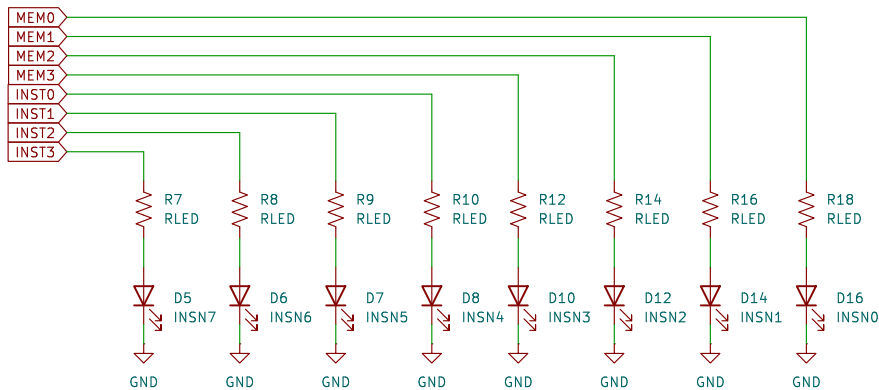 MEM0
MEM1
MEM2
MEM3
INST0
INST1
INST2
INST3
R7 R8 R9 R10 R12 R14 R16 R18
RLED RLED RLED RLED RLED RLED RLED RLED
D5 D6 D7 D8 D10 D12 D14 D16
INSN7 INSN6 INSN5 INSN4 INSN3 INSN2 INSN1 INSN0
GND GND GND GND GND GND GND GND